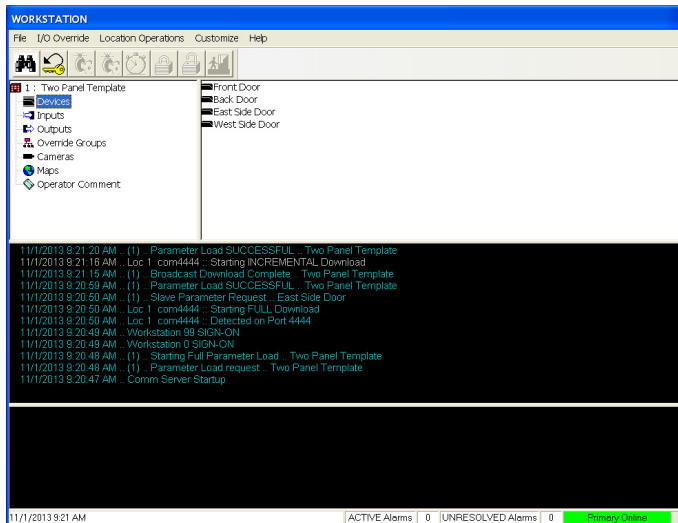 WORKSTATION
File I/O Override Location Operations Customize Help
1 : Two Panel Template
Devices
Inputs
Outputs
Override Groups
Cameras
Maps
Operator Comment
Front Door
Back Door
East Side Door
West Side Door
11/1/2013 9:21:20 AM .. (1) .. Parameter Load SUCCESSFUL .. Two Panel Template
11/1/2013 9:21:16 AM .. Loc 1 com4444 :: Starting INCREMENTAL Download
11/1/2013 9:21:15 AM .. (1) .. Broadcast Download Complete .. Two Panel Template
11/1/2013 9:20:59 AM .. (1) .. Parameter Load SUCCESSFUL .. Two Panel Template
11/1/2013 9:20:50 AM .. (1) .. Slave Parameter Request .. East Side Door
11/1/2013 9:20:50 AM .. Loc 1 com4444 :: Starting FULL Download
11/1/2013 9:20:50 AM .. Loc 1 com4444 :: Detected on Port 4444
11/1/2013 9:20:49 AM .. Workstation 99 SIGN-ON
11/1/2013 9:20:49 AM .. Workstation 0 SIGN-ON
11/1/2013 9:20:48 AM .. (1) .. Starting Full Parameter Load .. Two Panel Template
11/1/2013 9:20:48 AM .. (1) .. Parameter Load request .. Two Panel Template
11/1/2013 9:20:47 AM .. Comm Server Startup
11/1/2013 9:21 AM ACTIVE Alarms 0 UNRESOLVED Alarms 0 Primary Online